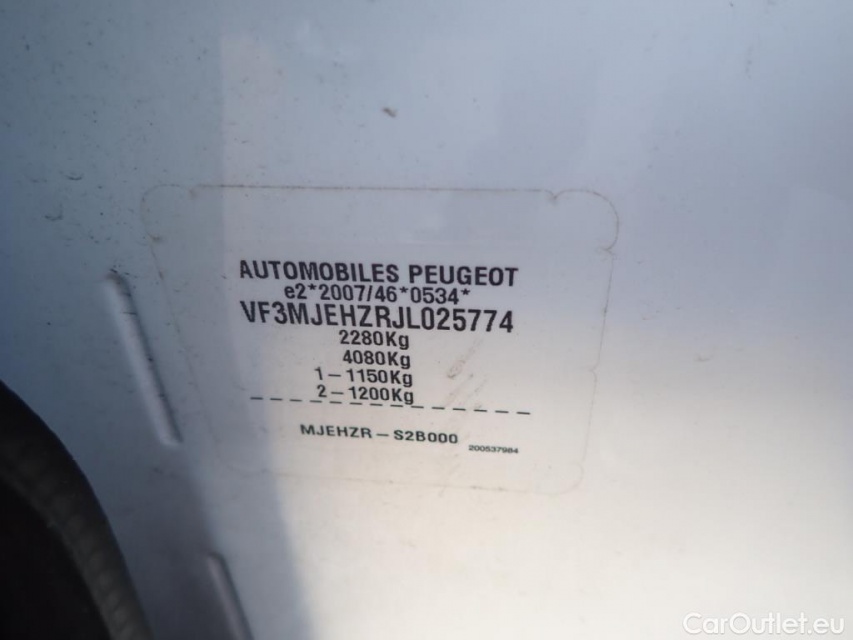 AUTOMOBILES PEUGEOT
e2*2007/46*0534*
VF3MJEHZRJL025774
2280Kg
4080Kg
1-1150Kg
2-1200Kg
MJEHZR-S2B000
200537984
CarOutlet.eu